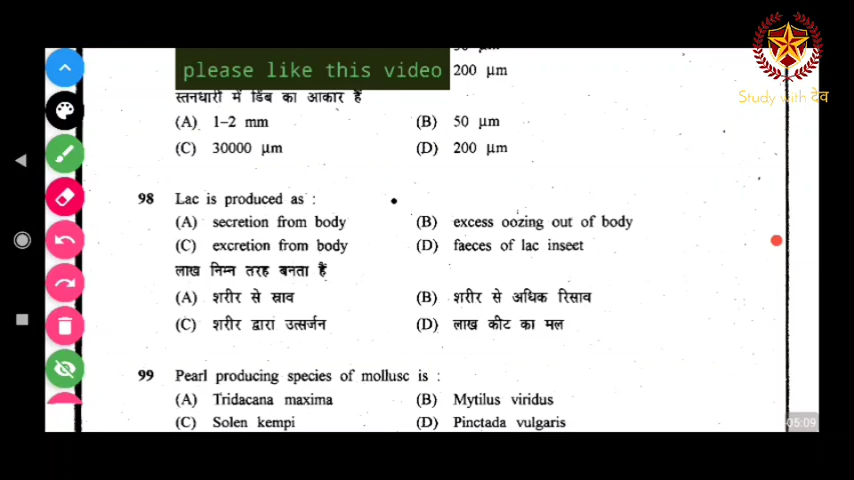 please like this video
200 μm
स्तनधारी में डिंब का आकार हैं
(A) 1-2 mm (B) 50 μm
(C) 30000 μm (D) 200 μm
98 Lac is produced as :
(A) secretion from body (B) excess oozing out of body
(C) excretion from body (D) faeces of lac inseet
लाख निम्न तरह बनता हैं
(A) शरीर से स्राव (B) शरीर से अधिक रिसाव
(C) शरीर द्वारा उत्सर्जन (D) लाख कीट का मल
99 Pearl producing species of mollusc is :
(A) Tridacana maxima (B) Mytilus viridus
(C) Solen kempi (D) Pinctada vulgaris
Study with देव
05:09